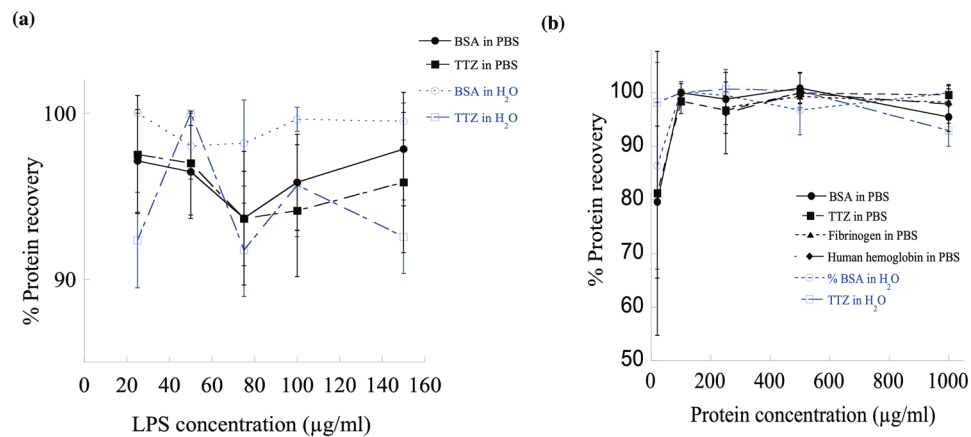 (a)
BSA in PBS
TTZ in PBS
BSA in H2O
TTZ in H2O
100
90
% Protein recovery
0 20 40 60 80 100 120 140 160
LPS concentration (µg/ml)
(b)
100
90
80
70
60
50
% Protein recovery
BSA in PBS
TTZ in PBS
Fibrinogen in PBS
Human hemoglobin in PBS
% BSA in H2O
TTZ in H2O
0 200 400 600 800 1000
Protein concentration (µg/ml)